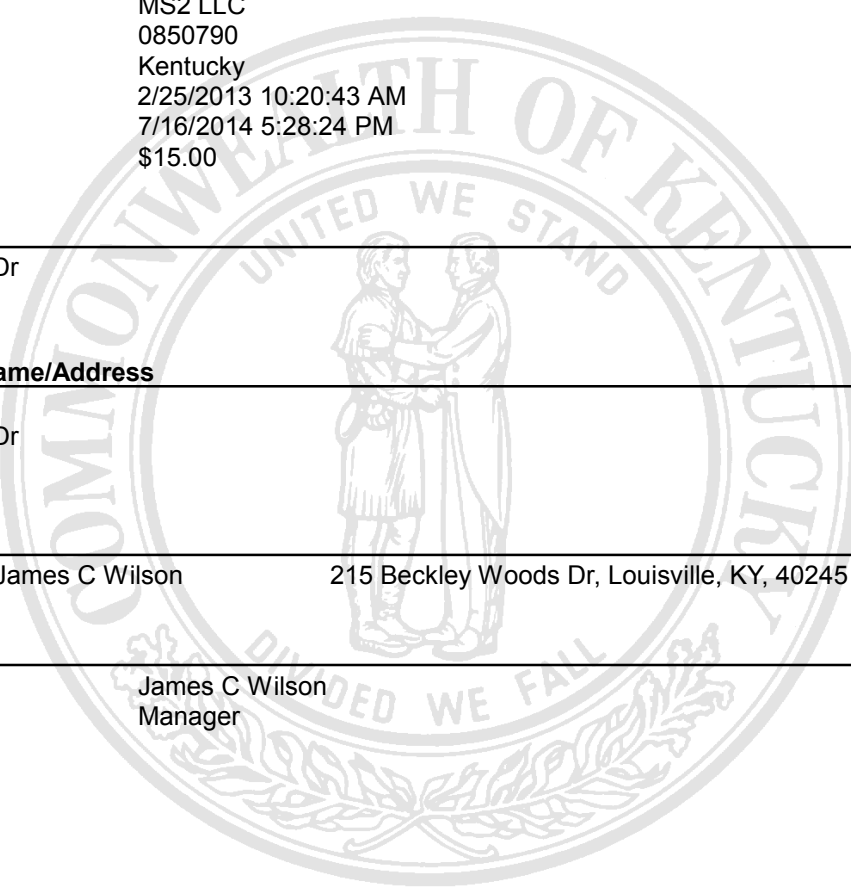 MS2 LLC
0850790
Kentucky
2/25/2013 10:20:43 AM
7/16/2014 5:28:24 PM
$15.00
COMMONWEALTH OF KENTUCKY
UNITED WE STAND
Dr
ame/Address
Dr
James C Wilson 215 Beckley Woods Dr, Louisville, KY, 40245
DIVIDED WE FALL
James C Wilson
Manager